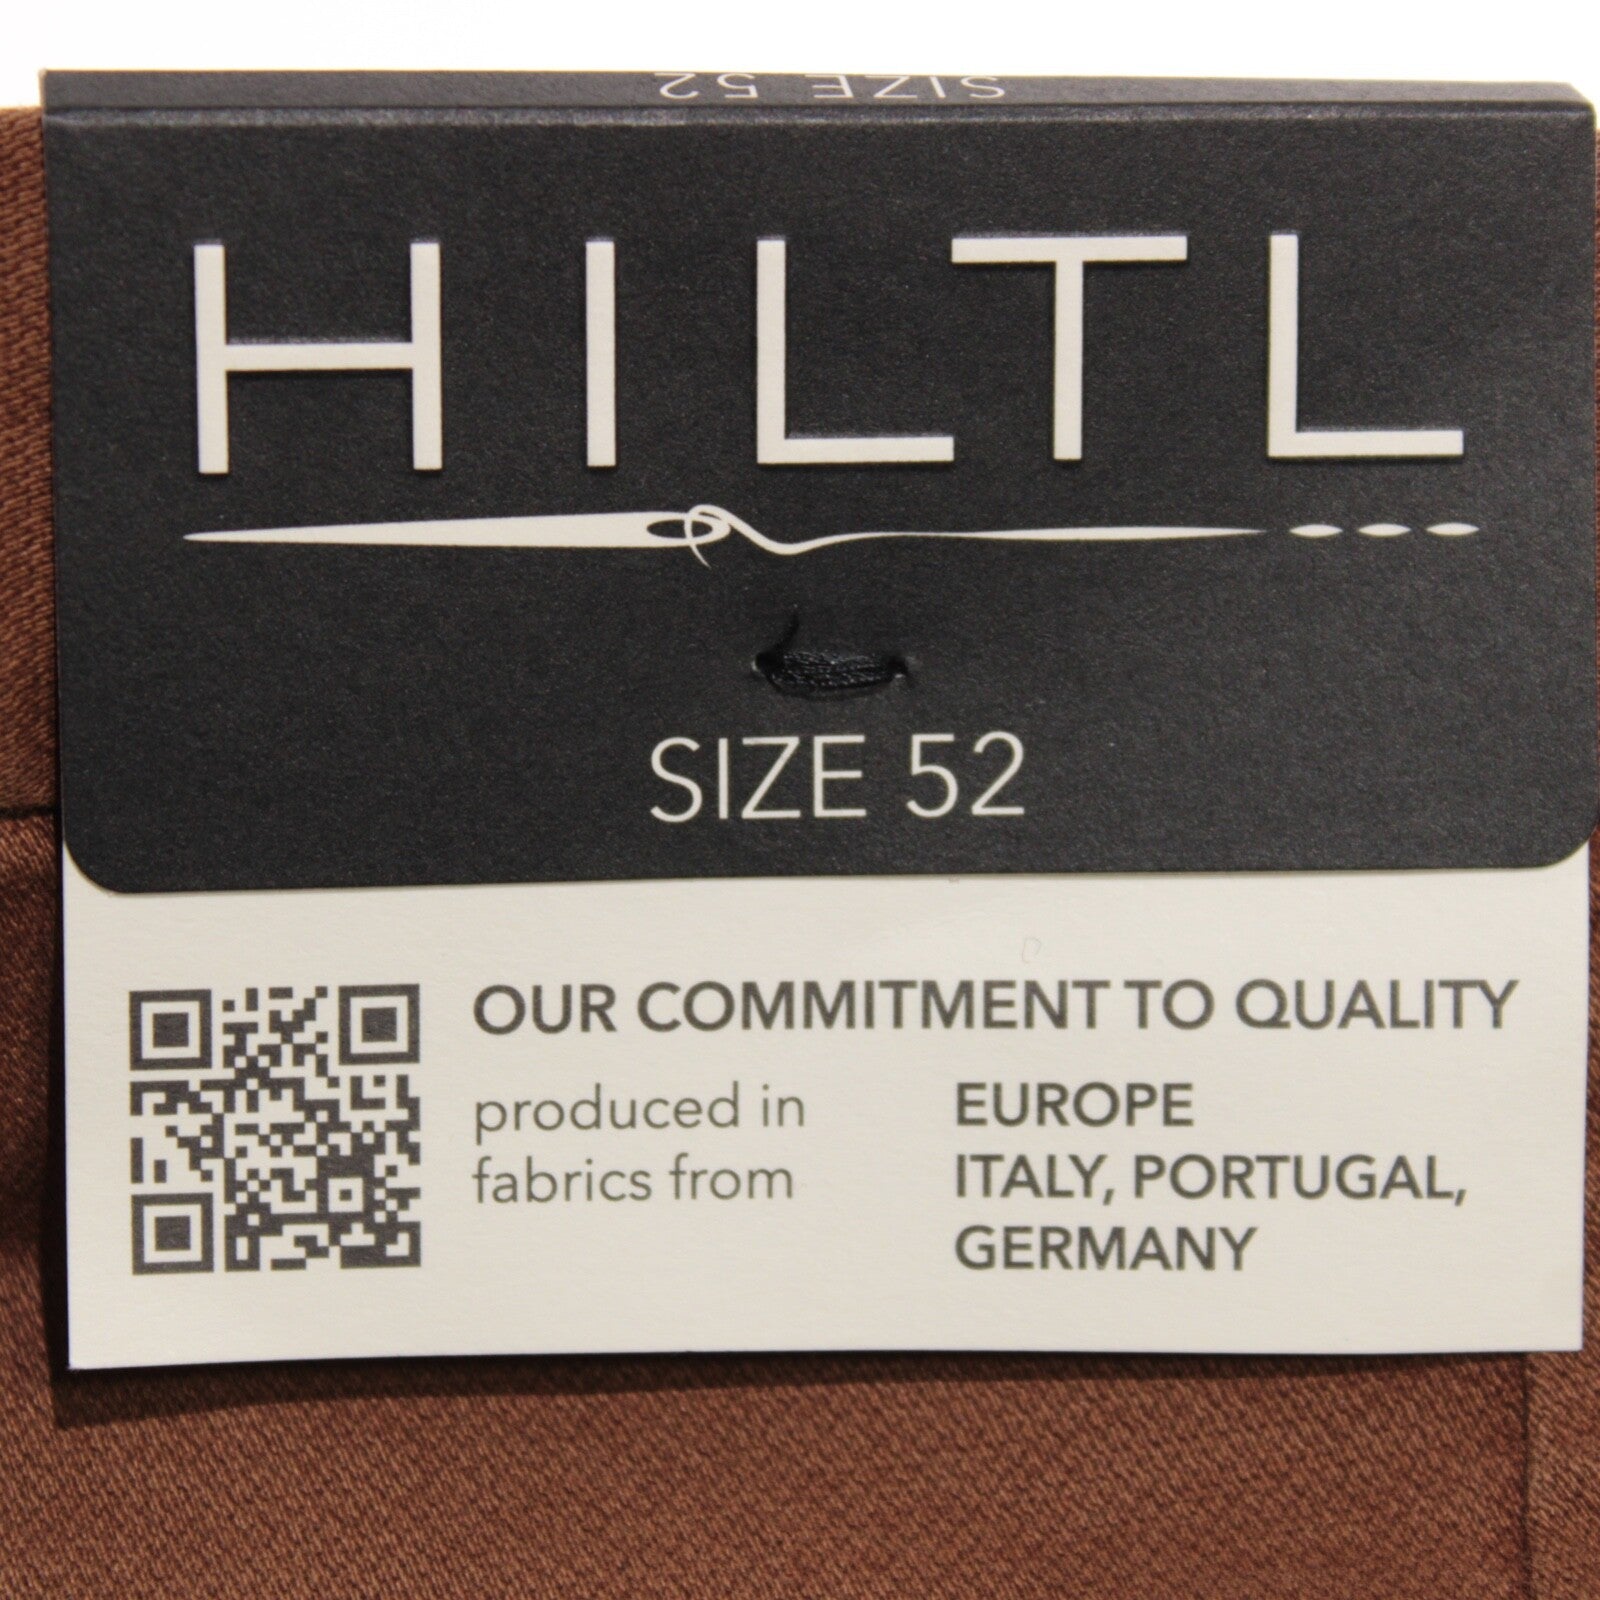 SIZE 52
HILTL
SIZE 52
OUR COMMITMENT TO QUALITY
produced in EUROPE
fabrics from ITALY, PORTUGAL,
GERMANY